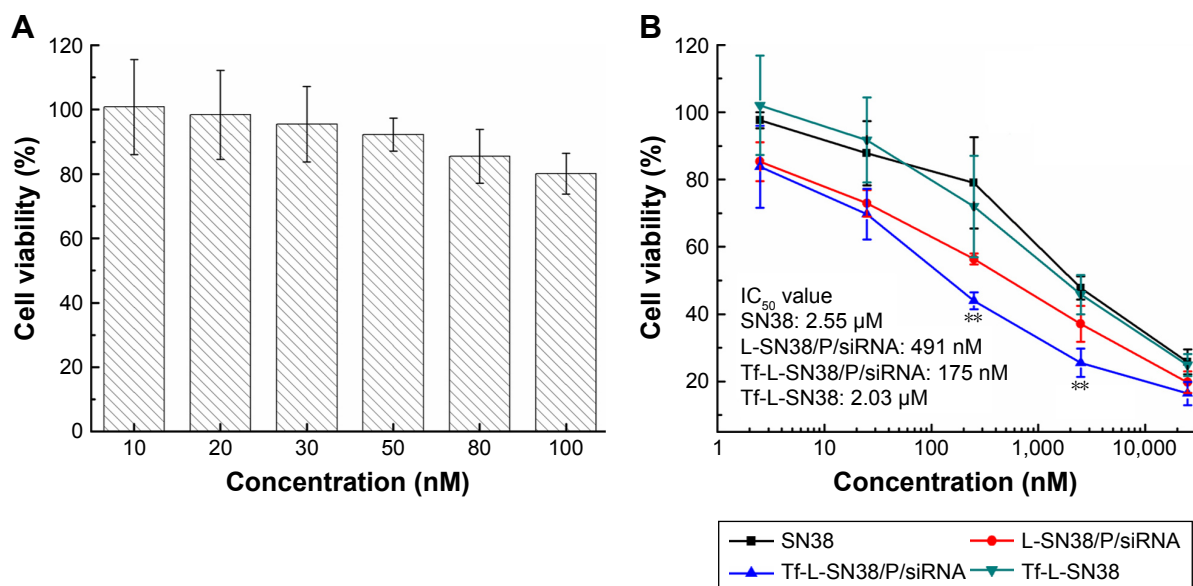 A
120
100
80
60
40
20
0
Cell viability (%)
10 20 30 50 80 100
Concentration (nM)
B
120
100
80
60
40
20
Cell viability (%)
IC50 value
SN38: 2.55 µM
L-SN38/P/siRNA: 491 nM
Tf-L-SN38/P/siRNA: 175 nM
Tf-L-SN38: 2.03 µM
**
**
1 10 100 1,000 10,000
Concentration (nM)
SN38 L-SN38/P/siRNA
Tf-L-SN38/P/siRNA Tf-L-SN38